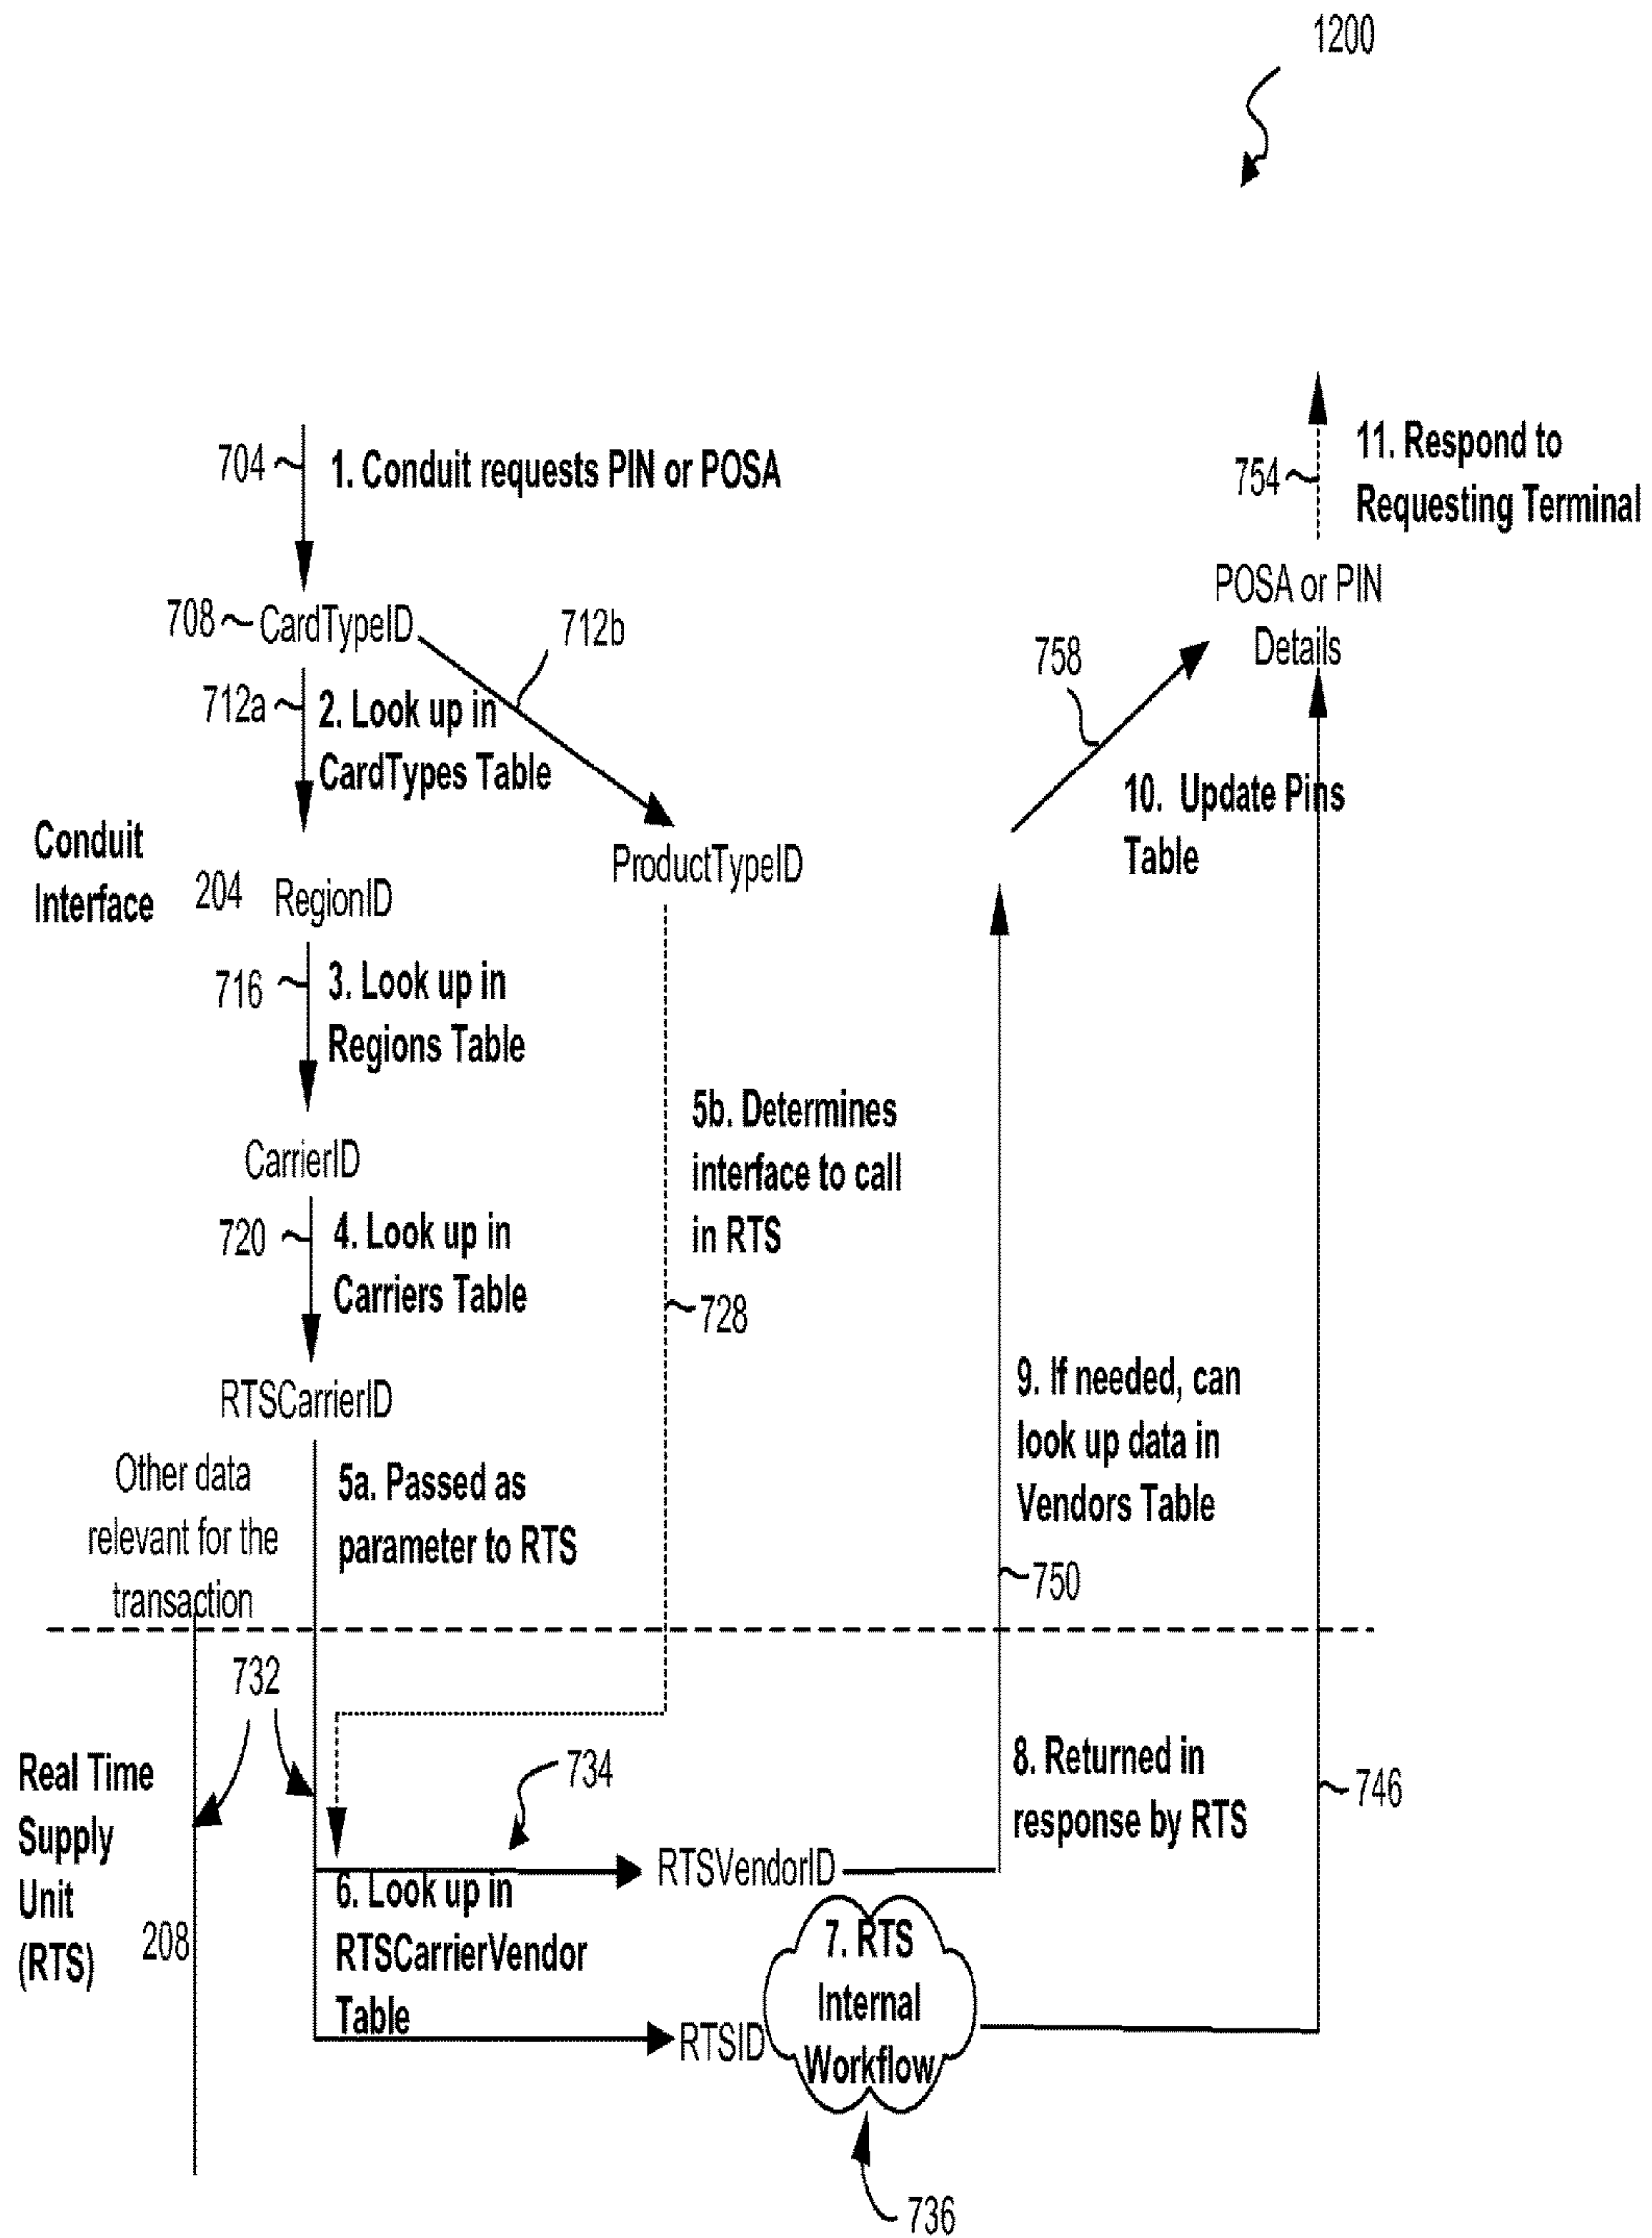 1200
704
1. Conduit requests PIN or POSA
754
11. Respond to
Requesting Terminal
708
CardTypeID
712b
POSA or PIN
Details
712a
2. Look up in
CardTypes Table
758
10. Update Pins
Table
Conduit
Interface
204
RegionID
ProductTypeID
716
3. Look up in
Regions Table
CarrierID
5b. Determines
interface to call
in RTS
720
4. Look up in
Carriers Table
728
RTSCarrierID
9. If needed, can
look up data in
Vendors Table
Other data
relevant for the
transaction
5a. Passed as
parameter to RTS
750
732
Real Time
Supply
Unit
(RTS)
208
734
8. Returned in
response by RTS
746
RTSVendorID
6. Look up in
RTSCarrierVendor
Table
7. RTS
Internal
Workflow
RTSID
736